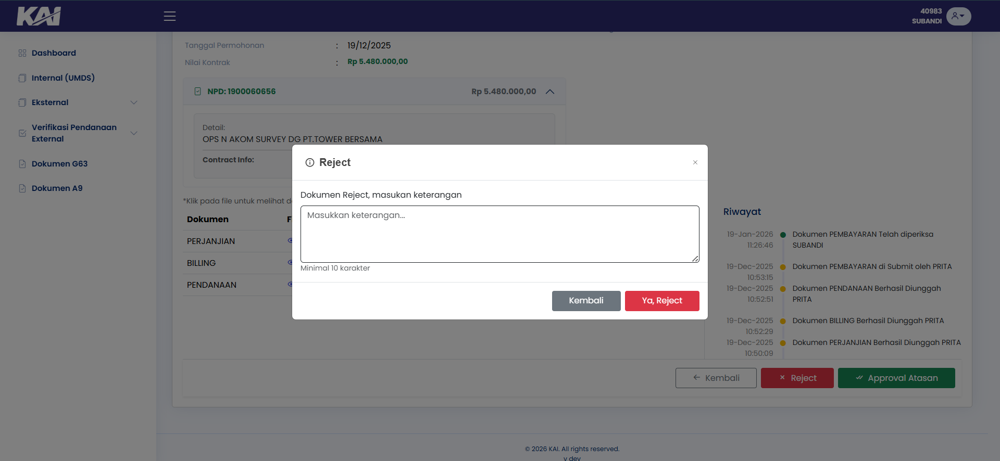 KAI
40983
SUBANDI
Dashboard
Internal (UMDS)
Eksternal
Verifikasi Pendanaan
External
Dokumen G63
Dokumen A9
Tanggal Permohonan : 19/12/2025
Nilai Kontrak : Rp 5.480.000,00
NPD: 1900060656 Rp 5.480.000,00
Detail:
OPS N AKOM SURVEY DG PT.TOWER BERSAMA
Contract Info:
*Klik pada file untuk melihat
Dokumen
PERJANJIAN
BILLING
PENDANAAN
Reject
×
Dokumen Reject, masukan keterangan
Masukkan keterangan...
Minimal 10 karakter
Kembali
Ya, Reject
Riwayat
19-Jan-2026 Dokumen PEMBAYARAN Telah diperiksa
11:26:46 SUBANDI
19-Dec-2025 Dokumen PEMBAYARAN di Submit oleh PRITA
10:53:15
19-Dec-2025 Dokumen PENDANAAN Berhasil Diunggah
10:52:51 PRITA
19-Dec-2025 Dokumen BILLING Berhasil Diunggah PRITA
10:52:29
19-Dec-2025 Dokumen PERJANJIAN Berhasil Diunggah PRITA
10:50:09
Kembali
Reject
Approval Atasan
© 2026 KAI. All rights reserved.
v dev